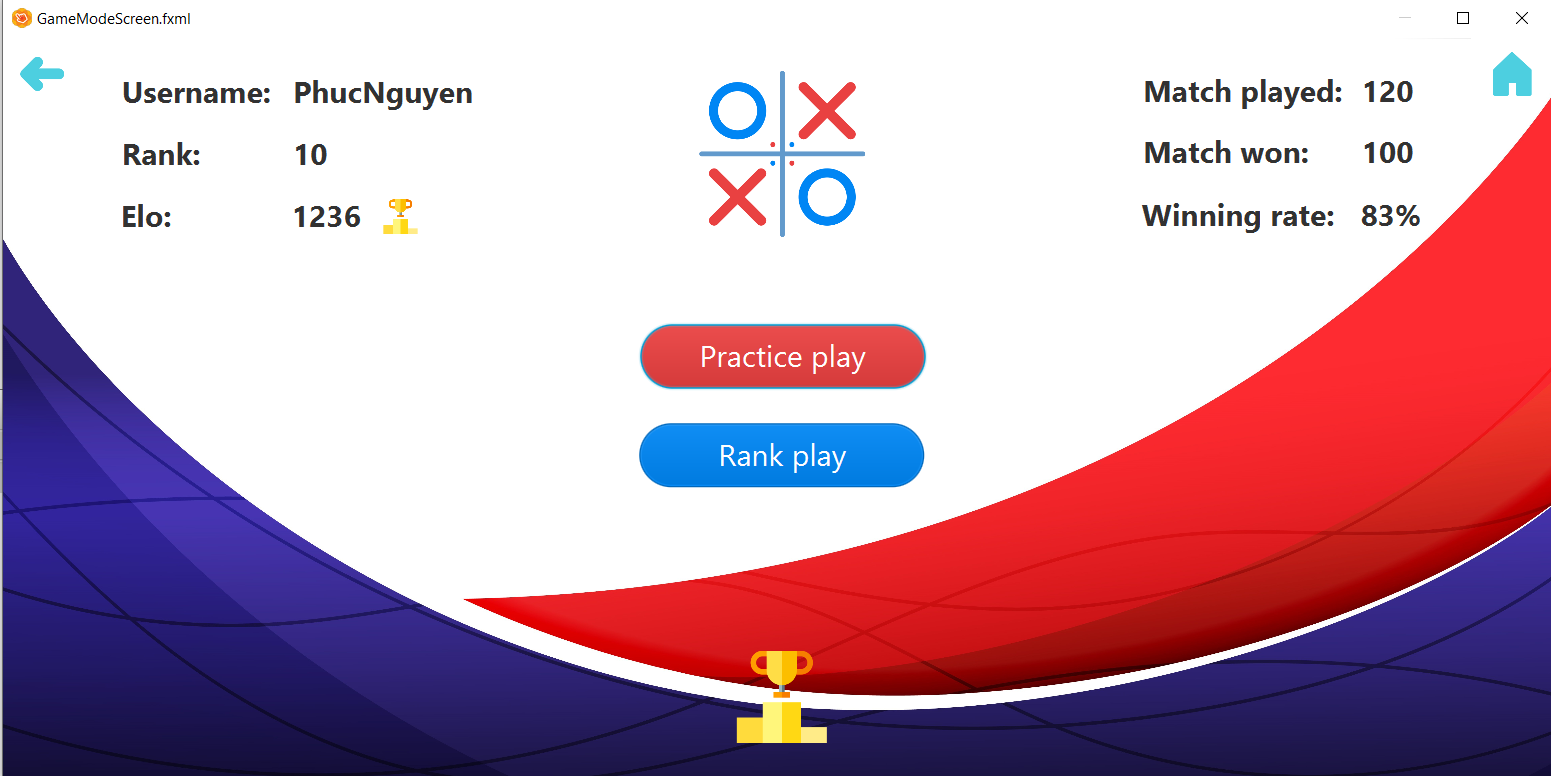 GameModeScreen.fxml
Username: PhucNguyen
Rank: 10
Elo: 1236
Match played: 120
Match won: 100
Winning rate: 83%
Practice play
Rank play